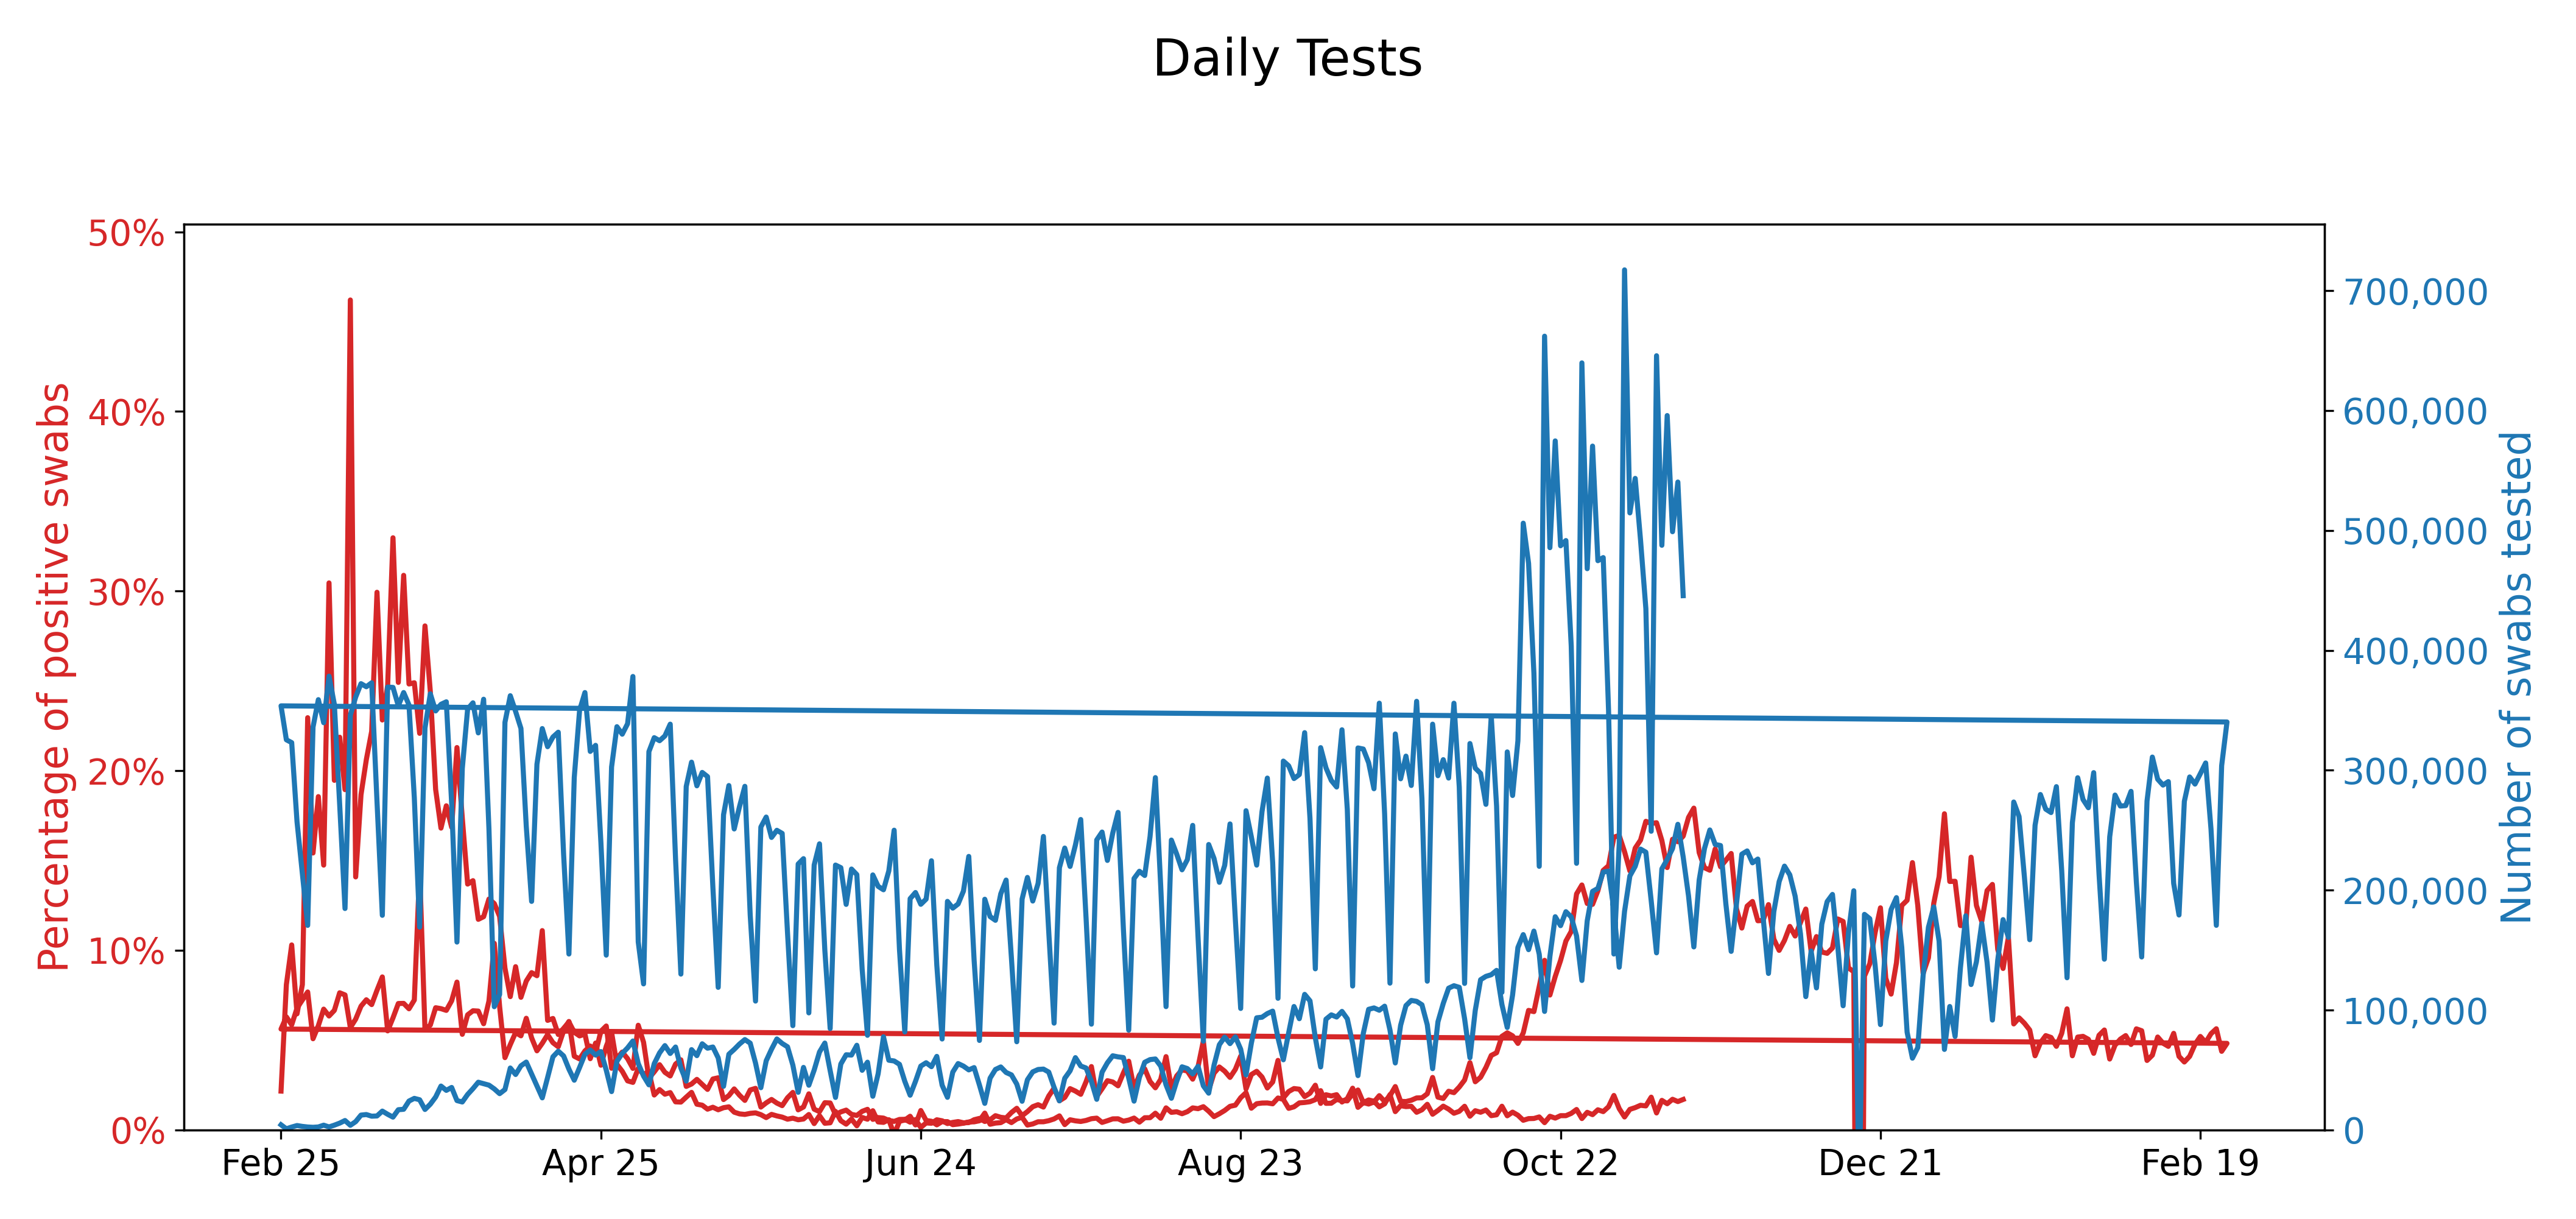 Daily Tests
Percentage of positive swabs
50%
40%
30%
20%
10%
0%
700,000
600,000
500,000
400,000
300,000
200,000
100,000
0
Number of swabs tested
Feb 25
Apr 25
Jun 24
Aug 23
Oct 22
Dec 21
Feb 19